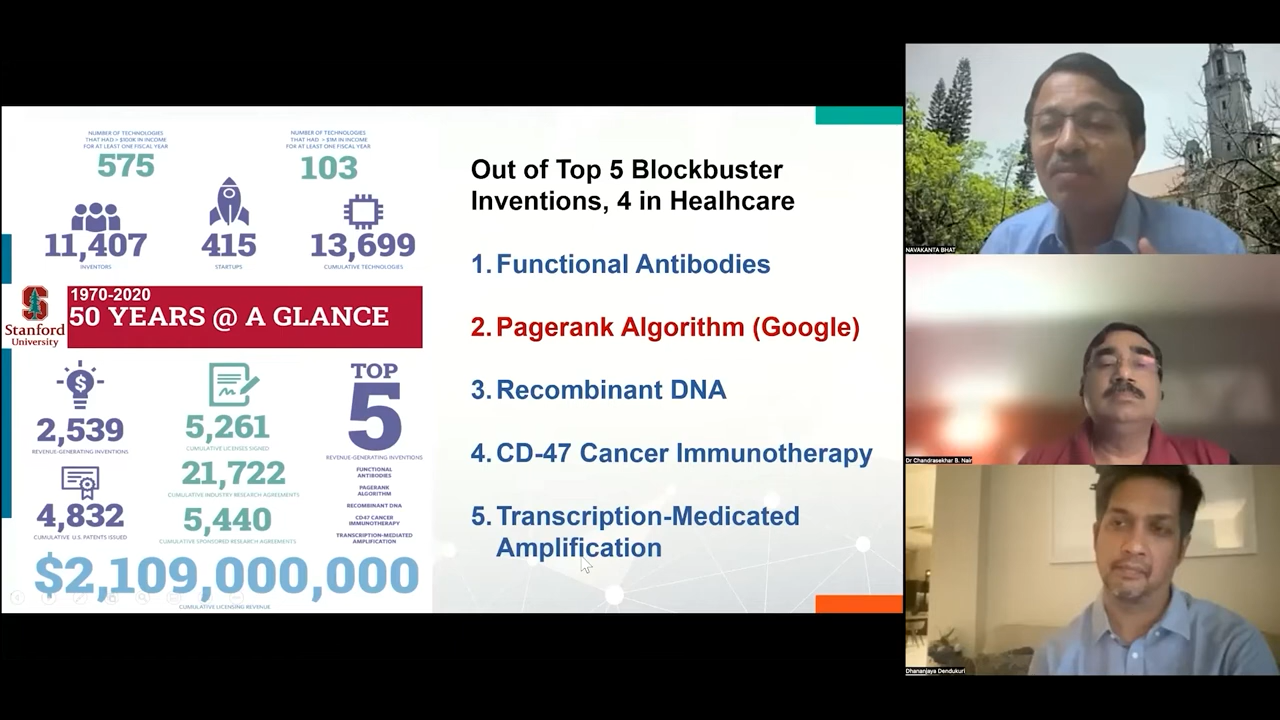 NUMBER OF TECHNOLOGIES
THAT HAD > $100K IN INCOME
FOR AT LEAST ONE FISCAL YEAR
575
NUMBER OF TECHNOLOGIES
THAT HAD > $1M IN INCOME
FOR AT LEAST ONE FISCAL YEAR
103
11,407
INVENTORS
415
STARTUPS
13,699
CUMULATIVE TECHNOLOGIES
Stanford
University
1970-2020
50 YEARS @ A GLANCE
2,539
REVENUE-GENERATING INVENTIONS
4,832
CUMULATIVE U.S. PATENTS ISSUED
5,261
CUMULATIVE LICENSES SIGNED
21,722
CUMULATIVE INDUSTRY RESEARCH AGREEMENTS
5,440
CUMULATIVE SPONSORED RESEARCH AGREEMENTS
TOP
5
REVENUE-GENERATING INVENTIONS
FUNCTIONAL
ANTIBODIES
PAGERANK
ALGORITHM
RECOMBINANT DNA
CD47 CANCER
IMMUNOTHERAPY
TRANSCRIPTION-MEDIATED
AMPLIFICATION
$2,109,000,000
CUMULATIVE LICENSING REVENUE
Out of Top 5 Blockbuster
Inventions, 4 in Healhcare
1. Functional Antibodies
2. Pagerank Algorithm (Google)
3. Recombinant DNA
4. CD-47 Cancer Immunotherapy
5. Transcription-Medicated
Amplification
NAVAKANTA BHAT
Dr Chandrasekhar B. Nair
Dhananjaya Dendukuri